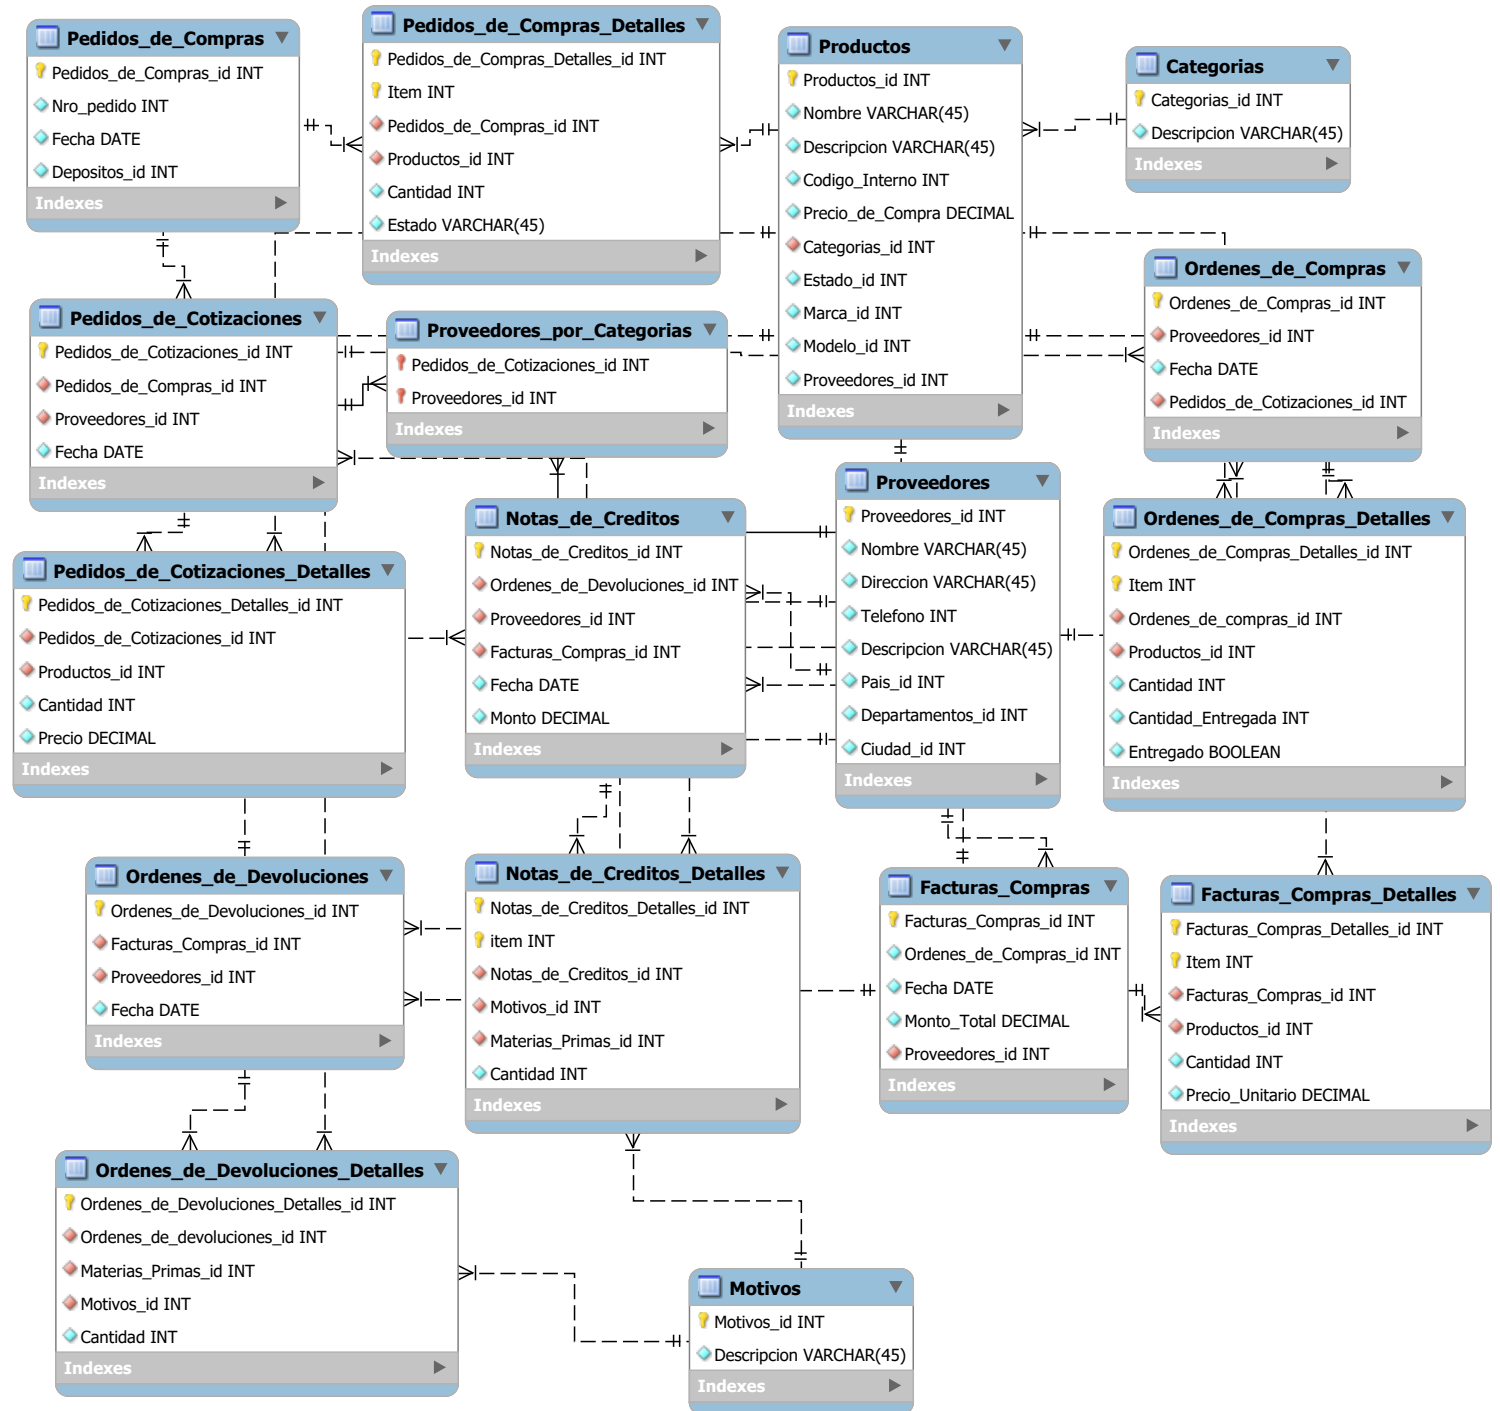 Pedidos_de_Compras
Pedidos_de_Compras_id INT
Nro_pedido INT
Fecha DATE
Depositos_id INT
Indexes
Pedidos_de_Compras_Detalles
Pedidos_de_Compras_Detalles_id INT
Item INT
Pedidos_de_Compras_id INT
Productos_id INT
Cantidad INT
Estado VARCHAR(45)
Indexes
Productos
Productos_id INT
Nombre VARCHAR(45)
Descripcion VARCHAR(45)
Codigo_Interno INT
Precio_de_Compra DECIMAL
Categorias_id INT
Estado_id INT
Marca_id INT
Modelo_id INT
Proveedores_id INT
Indexes
Categorias
Categorias_id INT
Descripcion VARCHAR(45)
Indexes
Pedidos_de_Cotizaciones
Pedidos_de_Cotizaciones_id INT
Pedidos_de_Compras_id INT
Proveedores_id INT
Fecha DATE
Indexes
Proveedores_por_Categorias
Pedidos_de_Cotizaciones_id INT
Proveedores_id INT
Indexes
Ordenes_de_Compras
Ordenes_de_Compras_id INT
Proveedores_id INT
Fecha DATE
Pedidos_de_Cotizaciones_id INT
Indexes
Pedidos_de_Cotizaciones_Detalles
Pedidos_de_Cotizaciones_Detalles_id INT
Pedidos_de_Cotizaciones_id INT
Productos_id INT
Cantidad INT
Precio DECIMAL
Indexes
Notas_de_Creditos
Notas_de_Creditos_id INT
Ordenes_de_Devoluciones_id INT
Proveedores_id INT
Facturas_Compras_id INT
Fecha DATE
Monto DECIMAL
Indexes
Proveedores
Proveedores_id INT
Nombre VARCHAR(45)
Direccion VARCHAR(45)
Telefono INT
Descripcion VARCHAR(45)
Pais_id INT
Departamentos_id INT
Ciudad_id INT
Indexes
Ordenes_de_Compras_Detalles
Ordenes_de_Compras_Detalles_id INT
Item INT
Ordenes_de_compras_id INT
Productos_id INT
Cantidad INT
Cantidad_Entregada INT
Entregado BOOLEAN
Indexes
Ordenes_de_Devoluciones
Ordenes_de_Devoluciones_id INT
Facturas_Compras_id INT
Proveedores_id INT
Fecha DATE
Indexes
Notas_de_Creditos_Detalles
Notas_de_Creditos_Detalles_id INT
item INT
Notas_de_Creditos_id INT
Motivos_id INT
Materias_Primas_id INT
Cantidad INT
Indexes
Facturas_Compras
Facturas_Compras_id INT
Ordenes_de_Compras_id INT
Fecha DATE
Monto_Total DECIMAL
Proveedores_id INT
Indexes
Facturas_Compras_Detalles
Facturas_Compras_Detalles_id INT
Item INT
Facturas_Compras_id INT
Productos_id INT
Cantidad INT
Precio_Unitario DECIMAL
Indexes
Ordenes_de_Devoluciones_Detalles
Ordenes_de_Devoluciones_Detalles_id INT
Ordenes_de_devoluciones_id INT
Materias_Primas_id INT
Motivos_id INT
Cantidad INT
Indexes
Motivos
Motivos_id INT
Descripcion VARCHAR(45)
Indexes